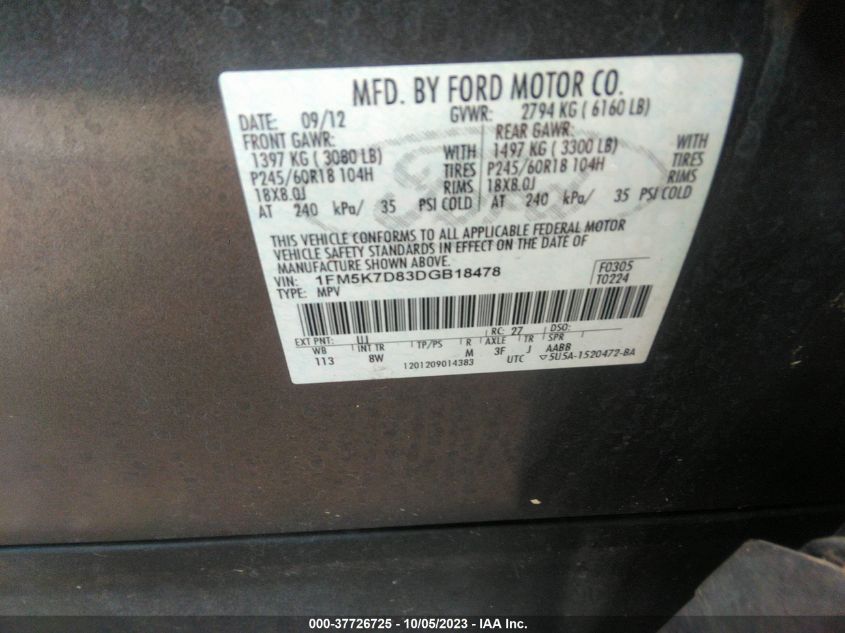 MFD. BY FORD MOTOR CO.
DATE: 09/12 GVWR: 2794 KG ( 6160 LB)
FRONT GAWR: REAR GAWR:
1397 KG ( 3080 LB) WITH 1497 KG ( 3300 LB) WITH
P245/60R18 104H TIRES P245/60R18 104H TIRES
18X8.0J RIMS 18X8.0J RIMS
AT 240 kPa/ 35 PSI COLD AT 240 kPa/ 35 PSI COLD
THIS VEHICLE CONFORMS TO ALL APPLICABLE FEDERAL MOTOR
VEHICLE SAFETY STANDARDS IN EFFECT ON THE DATE OF
MANUFACTURE SHOWN ABOVE.
VIN: 1FM5K7D83DGB18478 F0305
TYPE: MPV T0224
EXT PNT: UJ RC: 27 DSO:
WB INT TR TP/PS R AXLE TR SPR
113 8W M 3F J AABB
1201209014383 UTC ▽5U5A-1520472-BA
000-37726725 - 10/05/2023 - IAA Inc.